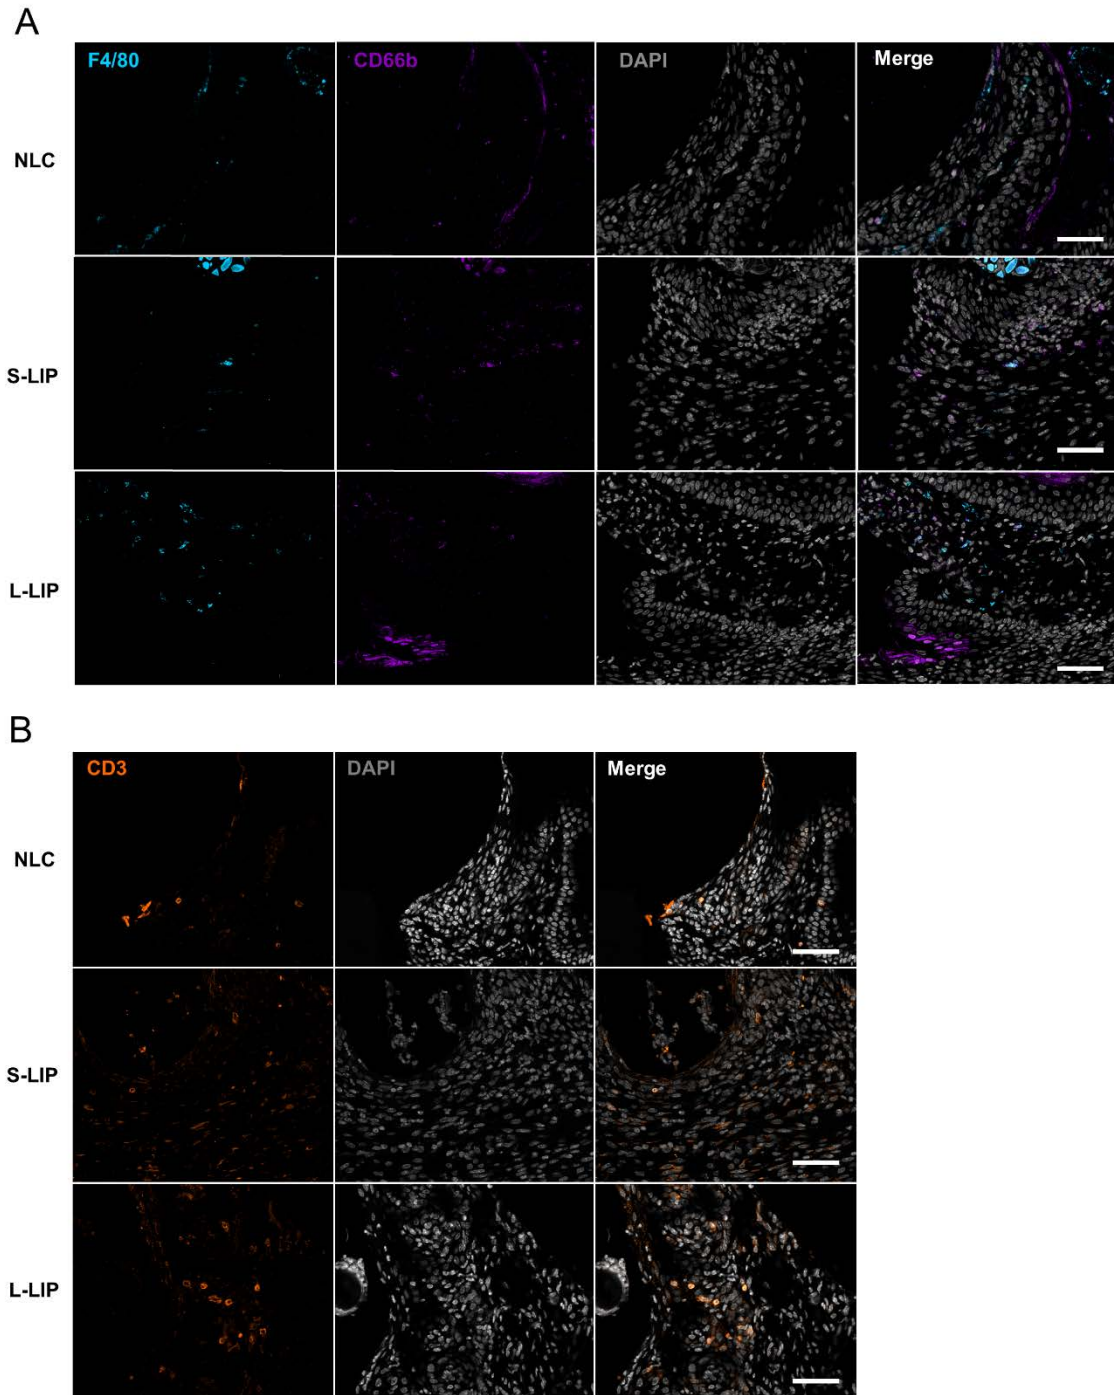 A
F4/80 CD66b DAPI Merge
NLC
S-LIP
L-LIP
B
CD3 DAPI Merge
NLC
S-LIP
L-LIP